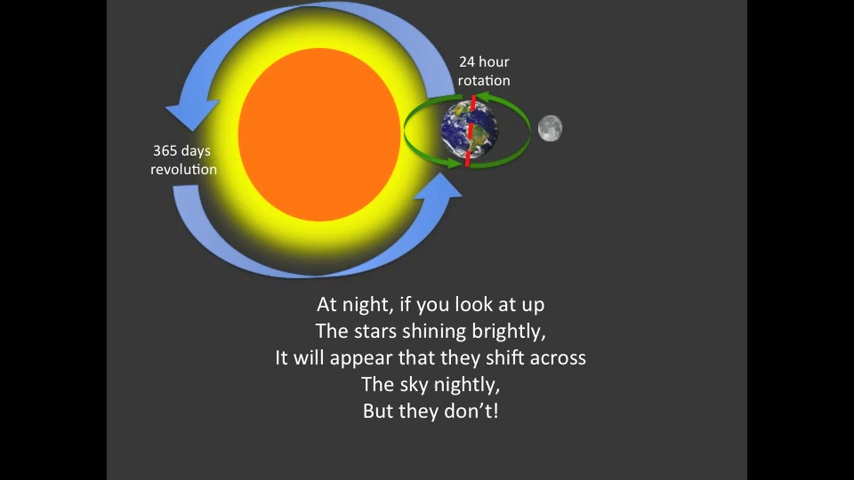 24 hour
rotation
365 days
revolution
At night, if you look at up
The stars shining brightly,
It will appear that they shift across
The sky nightly,
But they don't!